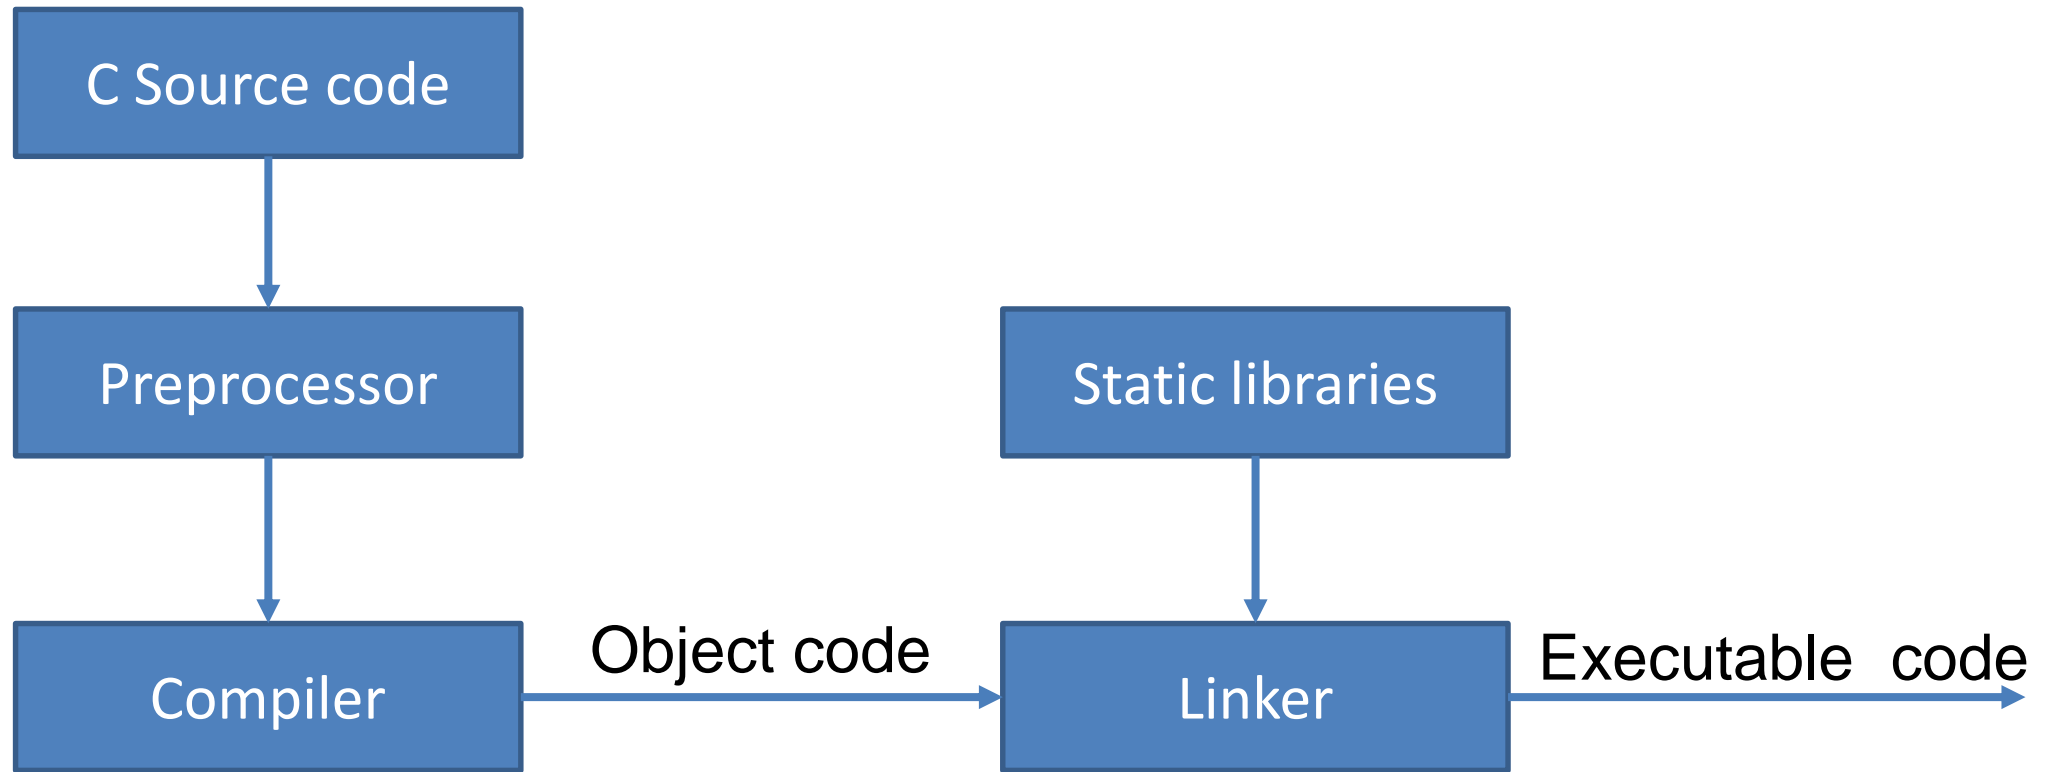 C Source code
Preprocessor
Static libraries
Compiler
Object code
Linker
Executable code